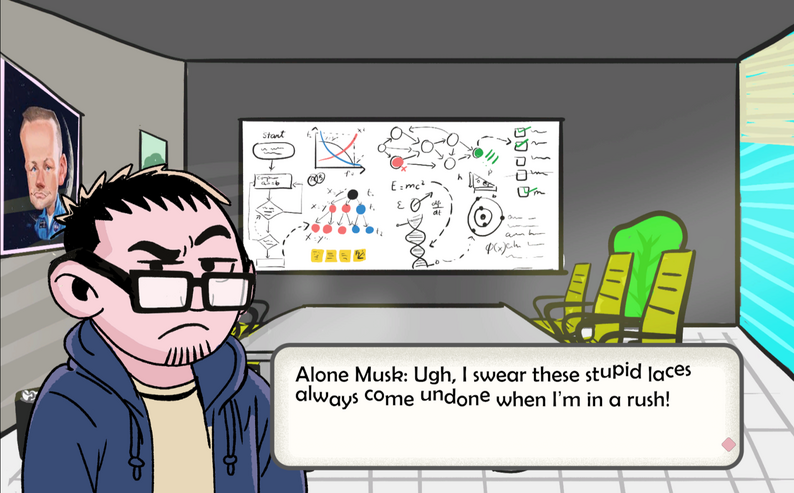 start
E=mc²
Alone Musk: Ugh, I swear these stupid laces
always come undone when I'm in a rush!